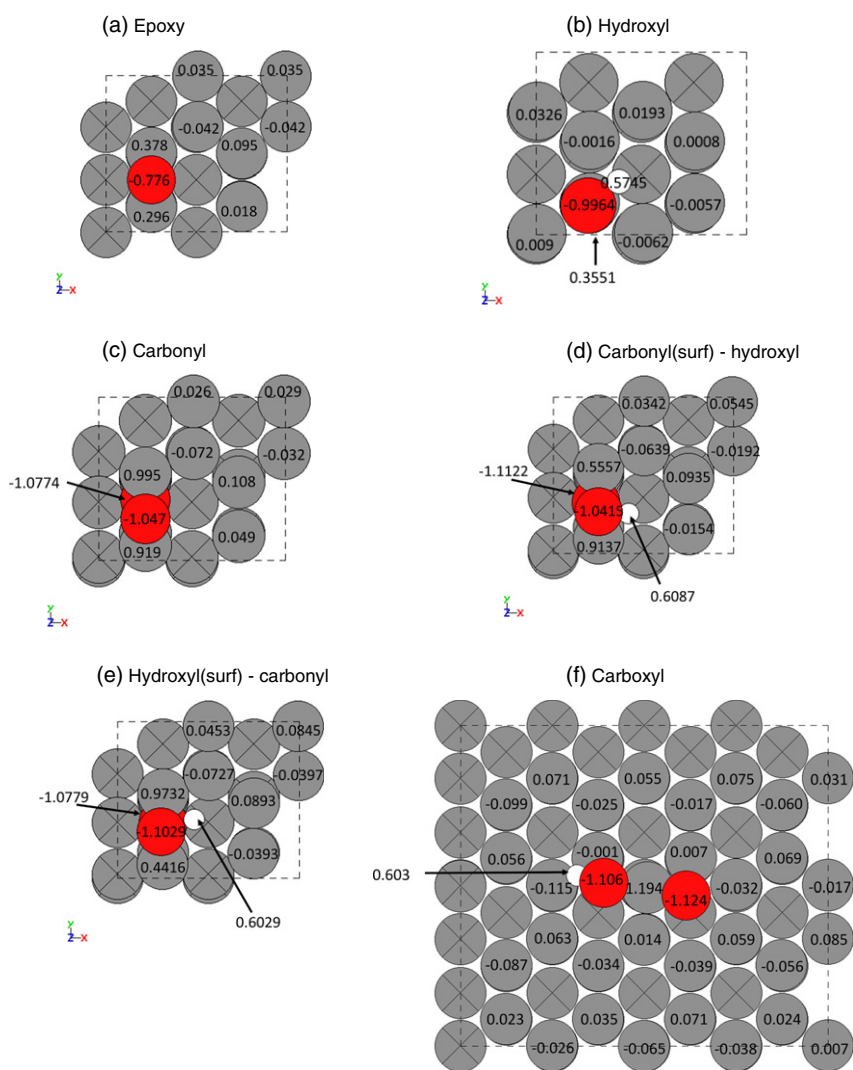 (a) Epoxy
0.035 0.035
-0.042 -0.042
0.378 0.095
-0.776
0.296 0.018
Y
Z X
(b) Hydroxyl
0.0326 0.0193
-0.0016 0.0008
0.5745
-0.9964 -0.0057
0.009 -0.0062
0.3551
Y
Z X
(c) Carbonyl
0.026 0.029
-0.072 -0.032
-1.0774 0.995 0.108
-1.047
0.919 0.049
Y
Z X
(d) Carbonyl(surf) - hydroxyl
0.0342 0.0545
-0.0639 -0.0192
-1.1122 0.5557 0.0935
-1.0415 -0.0154
0.9137
0.6087
Y
Z X
(e) Hydroxyl(surf) - carbonyl
0.0453 0.0845
-0.0727 -0.0397
-1.0779 0.9732 0.0893
-1.1029
0.4416 -0.0393
0.6029
Y
Z X
(f) Carboxyl
0.071 0.055 0.075 0.031
-0.099 -0.025 -0.017 -0.060
0.056 -0.001 0.007 0.069
0.603 -0.115 -1.106 1.194 -1.124 -0.032 -0.017
0.063 0.014 0.059 0.085
-0.087 -0.034 -0.039 -0.056
0.023 0.035 0.071 0.024
-0.026 -0.065 -0.038 0.007